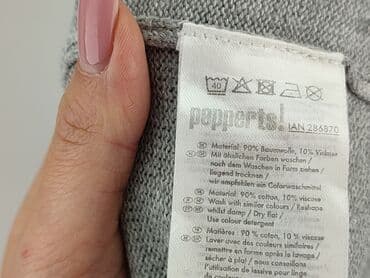 40
pepperts!
IAN 286870
Material: 90% Baumwolle, 10% Viskose
Mit ähnlichen Farben waschen /
nach dem Waschen in Form ziehen /
liegend trocknen /
wir empfehlen ein Colorwaschmittel
Material: 90% cotton, 10% viscose
Wash with similar colours / Reshape
whilst damp / Dry flat /
Use colour detergent
Matières: 90 % coton, 10 % viscose
Laver avec des couleurs similaires /
remettre en forme après le lavage /
sécher à plat / nous conseillons
l'utilisation de lessive pour linge